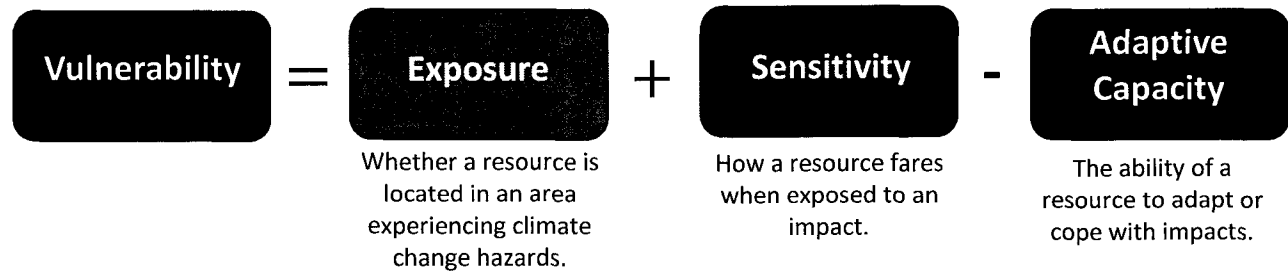 Vulnerability
=
Exposure
+
Sensitivity
-
Adaptive
Capacity
Whether a resource is
located in an area
experiencing climate
change hazards.
How a resource fares
when exposed to an
impact.
The ability of a
resource to adapt or
cope with impacts.